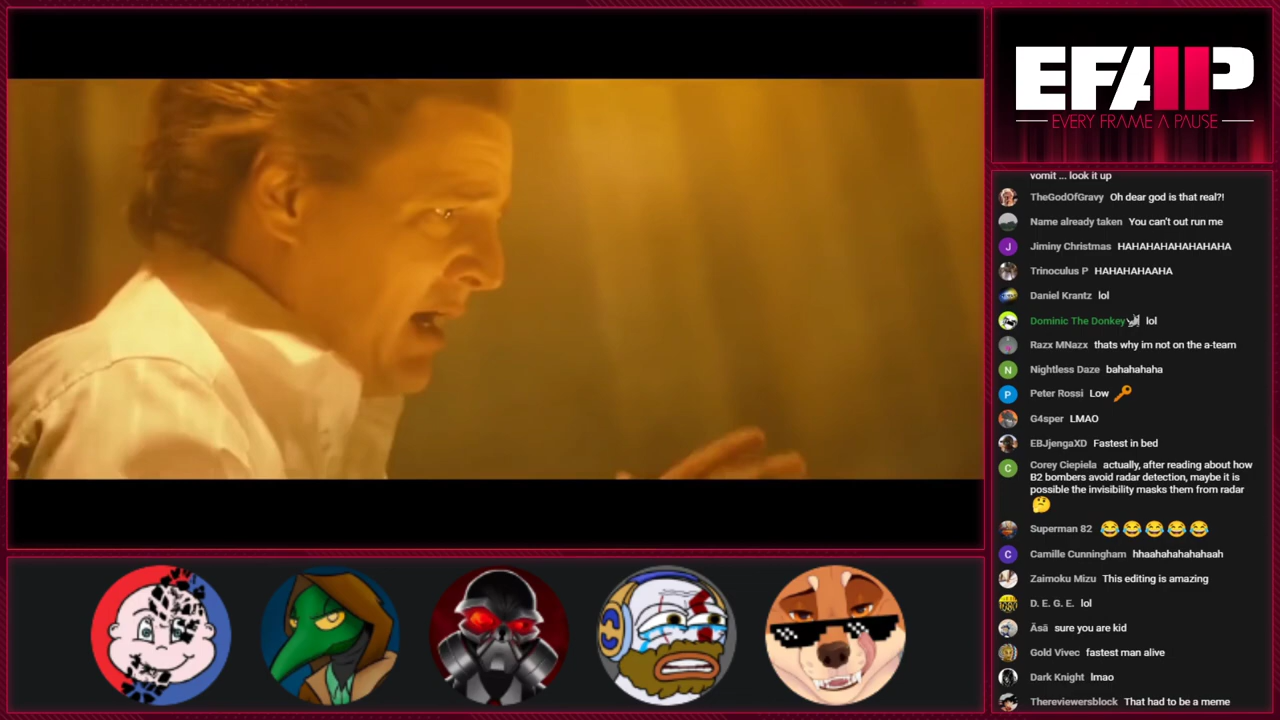 EFAP
EVERY FRAME A PAUSE
vomit ... look it up
TheGodOfGravy Oh dear god is that real?!
Name already taken You can't out run me
J
Jiminy Christmas HAHAHAHAHAHAHAHA
Trinoculus P HAHAHAHAAHA
Daniel Krantz lol
Dominic The Donkey lol
Razx MNazx thats why im not on the a-team
N
Nightless Daze bahahahaha
P
Peter Rossi Low 🔑
G4sper LMAO
EBJjengaXD Fastest in bed
C
Corey Ciepiela actually, after reading about how
B2 bombers avoid radar detection, maybe it is
possible the invisibility masks them from radar
🤔
Superman 82 😂😂😂😂😂
C
Camille Cunningham hhaahahahahahaah
Zaimoku Mizu This editing is amazing
D. E. G. E. lol
Äsä sure you are kid
Gold Vivec fastest man alive
Dark Knight lmao
Thereviewersblock That had to be a meme